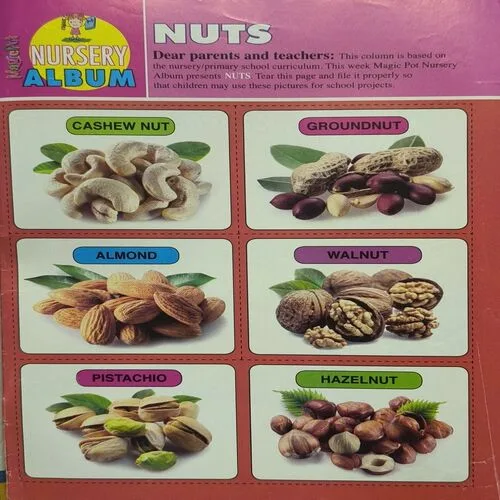 Magic Pot
NURSERY
ALBUM
NUTS
Dear parents and teachers: This column is based on
the nursery/primary school curriculum. This week Magic Pot Nursery
Album presents NUTS. Tear this page and file it properly so
that children may use these pictures for school projects.
CASHEW NUT
GROUNDNUT
ALMOND
WALNUT
PISTACHIO
HAZELNUT